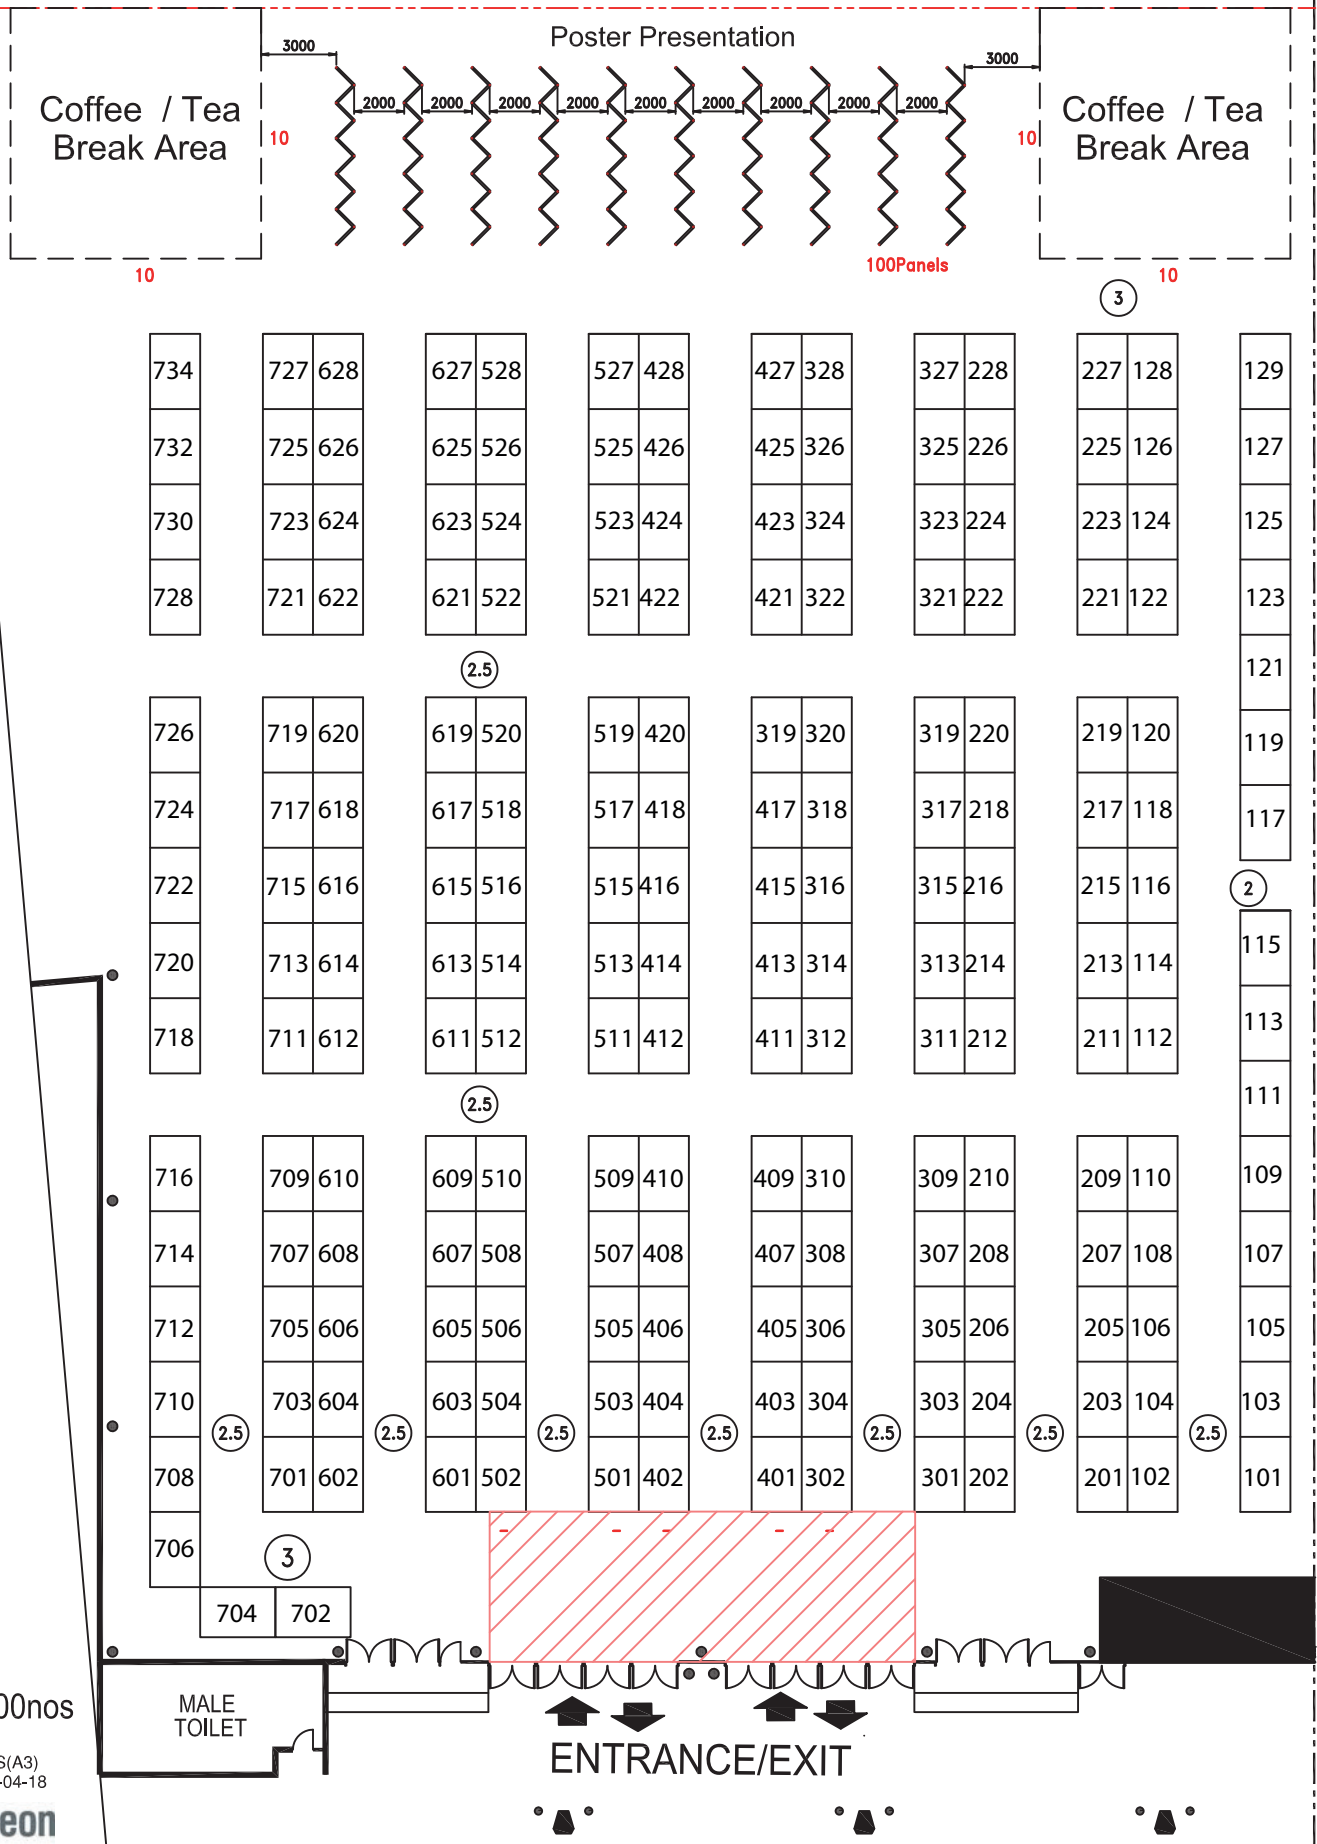 Poster Presentation
3000
3000
2000 2000 2000 2000 2000 2000 2000 2000 2000
Coffee / Tea
Break Area
Coffee / Tea
Break Area
10
10
100Panels
10
10
3
734 727 628 627 528 527 428 427 328 327 228 227 128 129
732 725 626 625 526 525 426 425 326 325 226 225 126 127
730 723 624 623 524 523 424 423 324 323 224 223 124 125
728 721 622 621 522 521 422 421 322 321 222 221 122 123
2.5
121
726 719 620 619 520 519 420 319 320 319 220 219 120 119
724 717 618 617 518 517 418 417 318 317 218 217 118 117
722 715 616 615 516 515 416 415 316 315 216 215 116 2
720 713 614 613 514 513 414 413 314 313 214 213 114 115
718 711 612 611 512 511 412 411 312 311 212 211 112 113
2.5
111
716 709 610 609 510 509 410 409 310 309 210 209 110 109
714 707 608 607 508 507 408 407 308 307 208 207 108 107
712 705 606 605 506 505 406 405 306 305 206 205 106 105
710 703 604 603 504 503 404 403 304 303 204 203 104 103
2.5 2.5 2.5 2.5 2.5 2.5 2.5
708 701 602 601 502 501 402 401 302 301 202 201 102 101
706
3
704 702
00nos
MALE
TOILET
ENTRANCE/EXIT
S(A3)
-04-18
eon